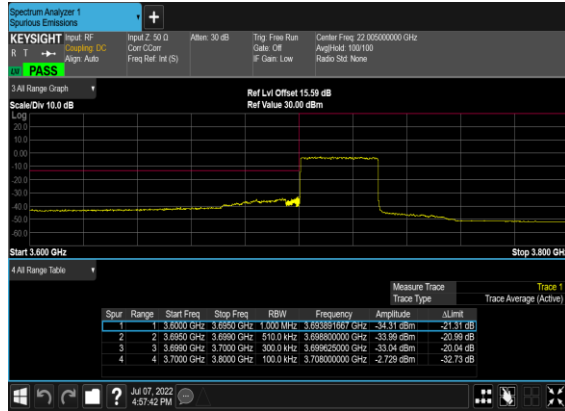 Spectrum Analyzer 1
Spurious Emissions
+
KEYSIGHT Input: RF Input Z: 50 Ω Atten: 30 dB Trig: Free Run Center Freq: 22.005000000 GHz
R T Coupling: DC Corr CCorr Gate: Off Avg|Hold: 100/100
Align: Auto Freq Ref: Int (S) IF Gain: Low Radio Std: None
LV PASS
3 All Range Graph
Ref Lvl Offset 15.59 dB
Scale/Div 10.0 dB Ref Value 30.00 dBm
Log
20.0
10.0
0.00
-10.0
-20.0
-30.0
-40.0
-50.0
-60.0
Start 3.600 GHz Stop 3.800 GH
4 All Range Table
Measure Trace Trace 1
Trace Type Trace Average (Active)
Spur Range Start Freq Stop Freq RBW Frequency Amplitude ΔLimit
1 1 3.6000 GHz 3.6950 GHz 1.000 MHz 3.693891667 GHz -34.31 dBm -21.31 dB
2 2 3.6950 GHz 3.6990 GHz 510.0 kHz 3.698800000 GHz -33.99 dBm -20.99 dB
3 3 3.6990 GHz 3.7000 GHz 300.0 kHz 3.699625000 GHz -33.04 dBm -20.04 dB
4 4 3.7000 GHz 3.8000 GHz 100.0 kHz 3.708000000 GHz -2.729 dBm -32.73 dB
? Jul 07, 2022
4:57:42 PM